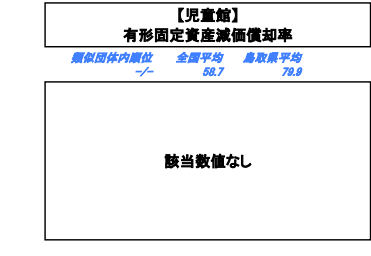 【児童館】
有形固定資産減価償却率
類似団体内順位 全国平均 鳥取県平均
-/- 58.7 79.9
該当数値なし